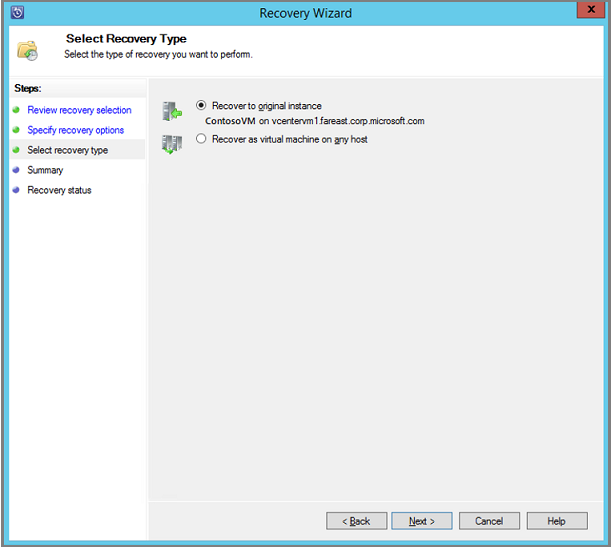 Recovery Wizard
x
Select Recovery Type
Select the type of recovery you want to perform.
Steps:
Review recovery selection
Specify recovery options
Select recovery type
Summary
Recovery status
Recover to original instance
ContosoVM on vcentervm1.fareast.corp.microsoft.com
Recover as virtual machine on any host
< Back
Next >
Cancel
Help